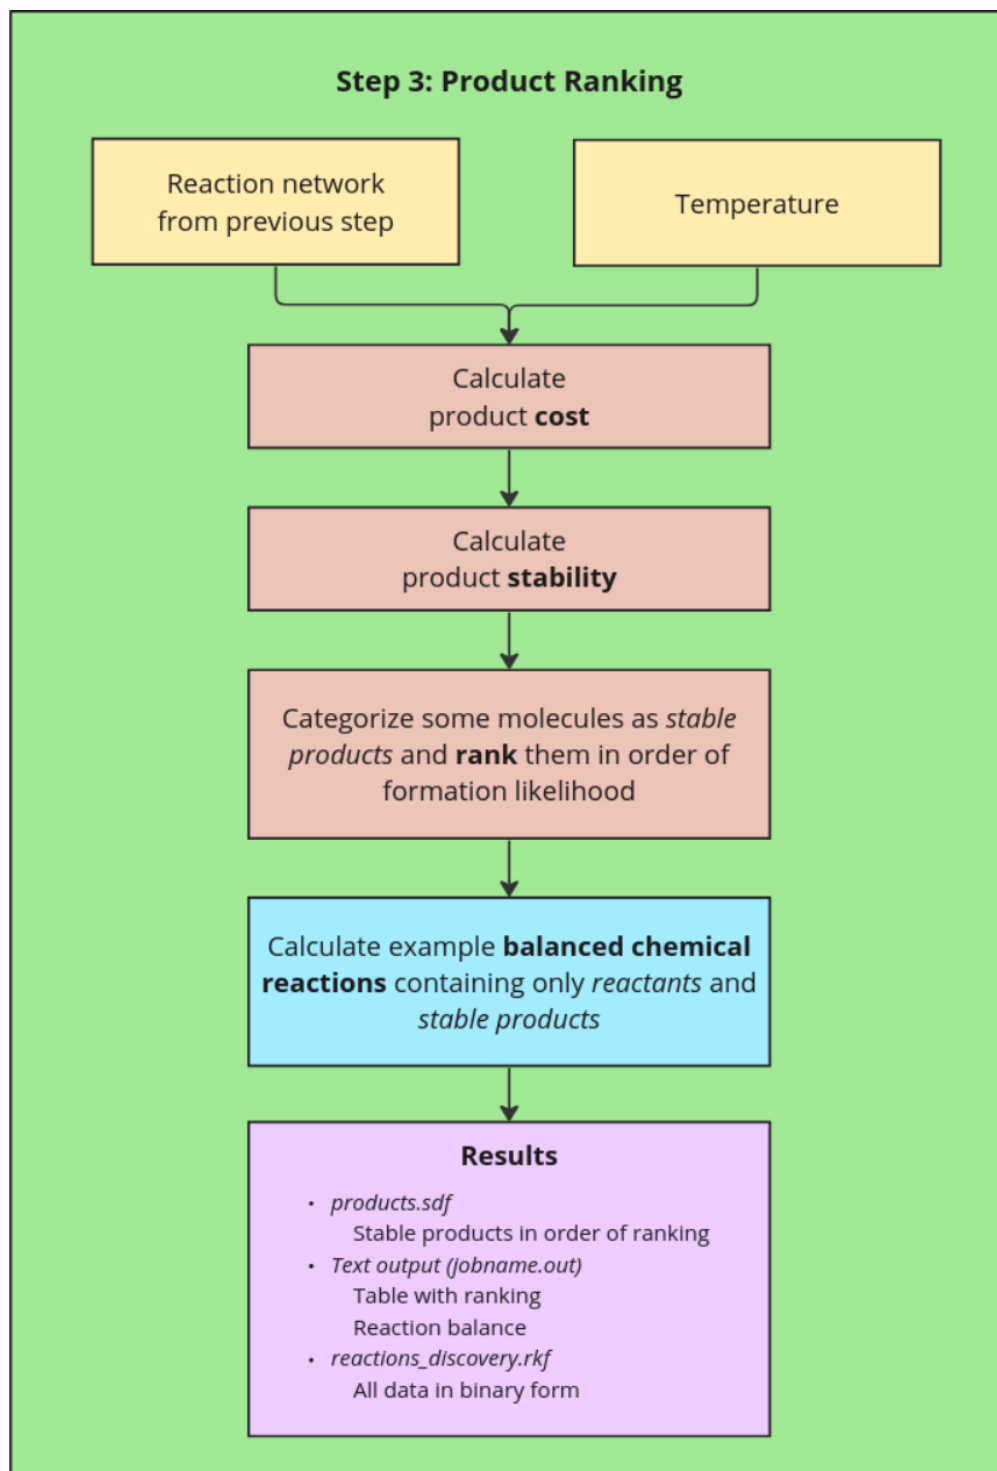 Step 3: Product Ranking
Reaction network
from previous step
Temperature
Calculate
product cost
Calculate
product stability
Categorize some molecules as stable
products and rank them in order of
formation likelihood
Calculate example balanced chemical
reactions containing only reactants and
stable products
Results
• products.sdf
Stable products in order of ranking
• Text output (jobname.out)
Table with ranking
Reaction balance
• reactions_discovery.rkf
All data in binary form